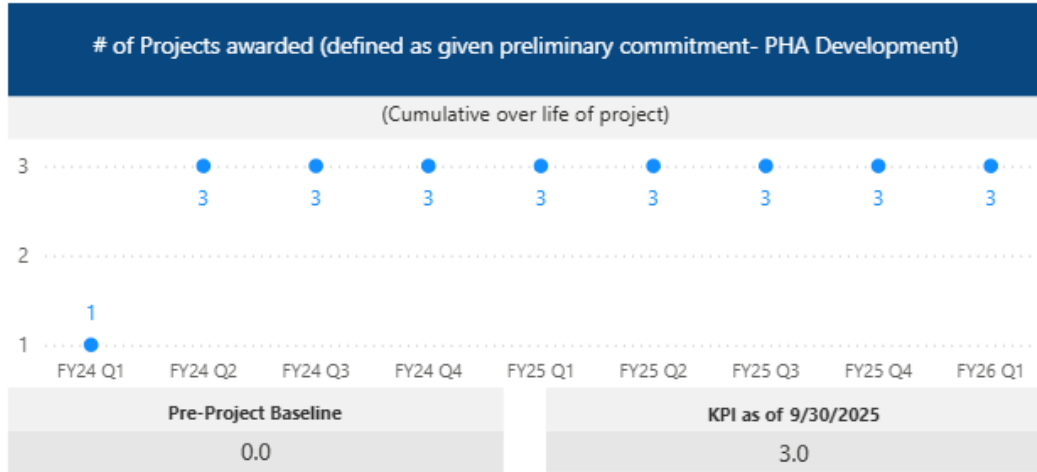 # of Projects awarded (defined as given preliminary commitment- PHA Development)
(Cumulative over life of project)
3
3 3 3 3 3 3 3 3
2
1
1
FY24 Q1 FY24 Q2 FY24 Q3 FY24 Q4 FY25 Q1 FY25 Q2 FY25 Q3 FY25 Q4 FY26 Q1
Pre-Project Baseline KPI as of 9/30/2025
0.0 3.0